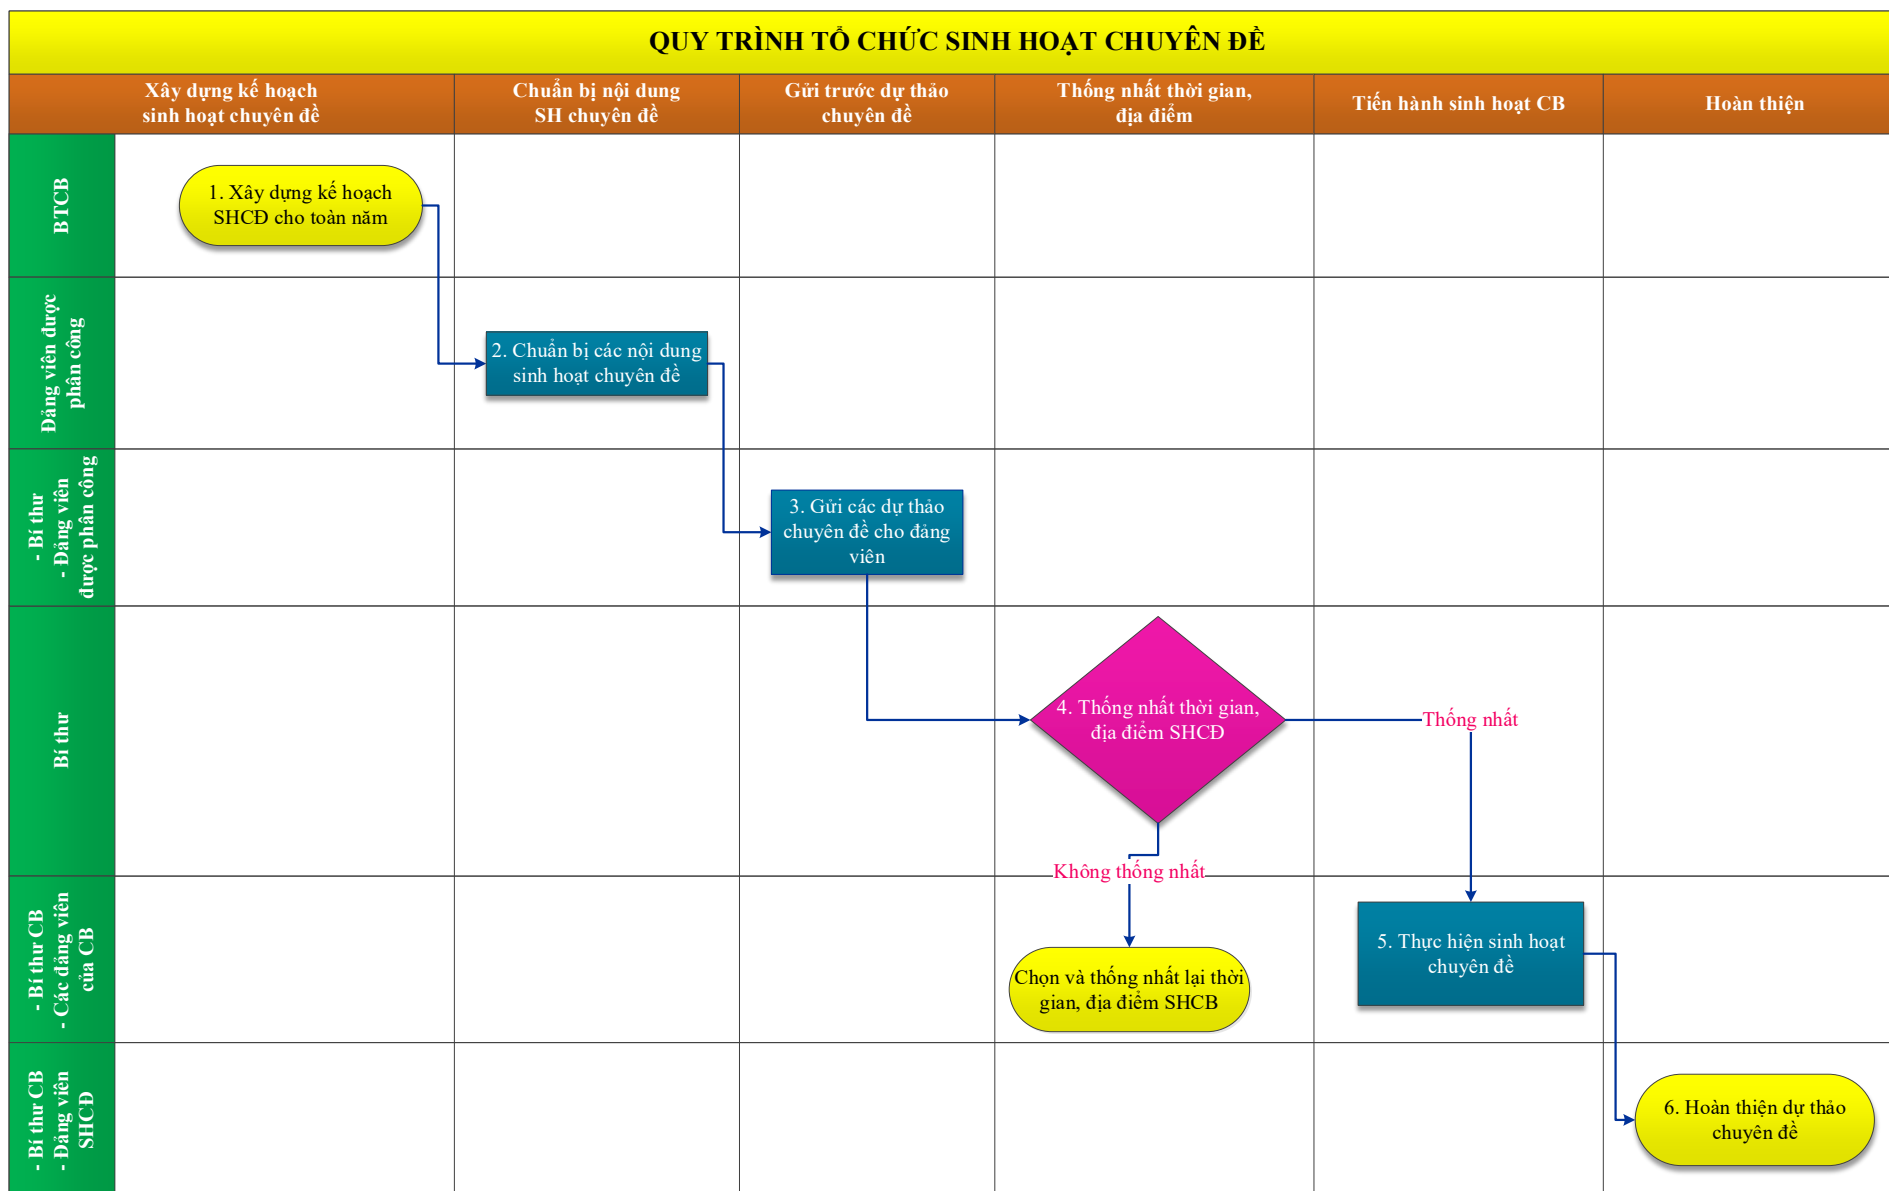 QUY TRÌNH TỔ CHỨC SINH HOẠT CHUYÊN ĐỀ
Xây dựng kế hoạch
sinh hoạt chuyên đề
Chuẩn bị nội dung
SH chuyên đề
Gửi trước dự thảo
chuyên đề
Thống nhất thời gian,
địa điểm
Tiến hành sinh hoạt CB
Hoàn thiện
BTCB
1. Xây dựng kế hoạch
SHCĐ cho toàn năm
Đảng viên được
phân công
2. Chuẩn bị các nội dung
sinh hoạt chuyên đề
- Bí thư
- Đảng viên
được phân công
3. Gửi các dự thảo
chuyên đề cho đảng
viên
Bí thư
4. Thống nhất thời gian,
địa điểm SHCĐ
Thống nhất
Không thống nhất
- Bí thư CB
- Các đảng viên
của CB
Chọn và thống nhất lại thời
gian, địa điểm SHCB
5. Thực hiện sinh hoạt
chuyên đề
- Bí thư CB
- Đảng viên
SHCĐ
6. Hoàn thiện dự thảo
chuyên đề